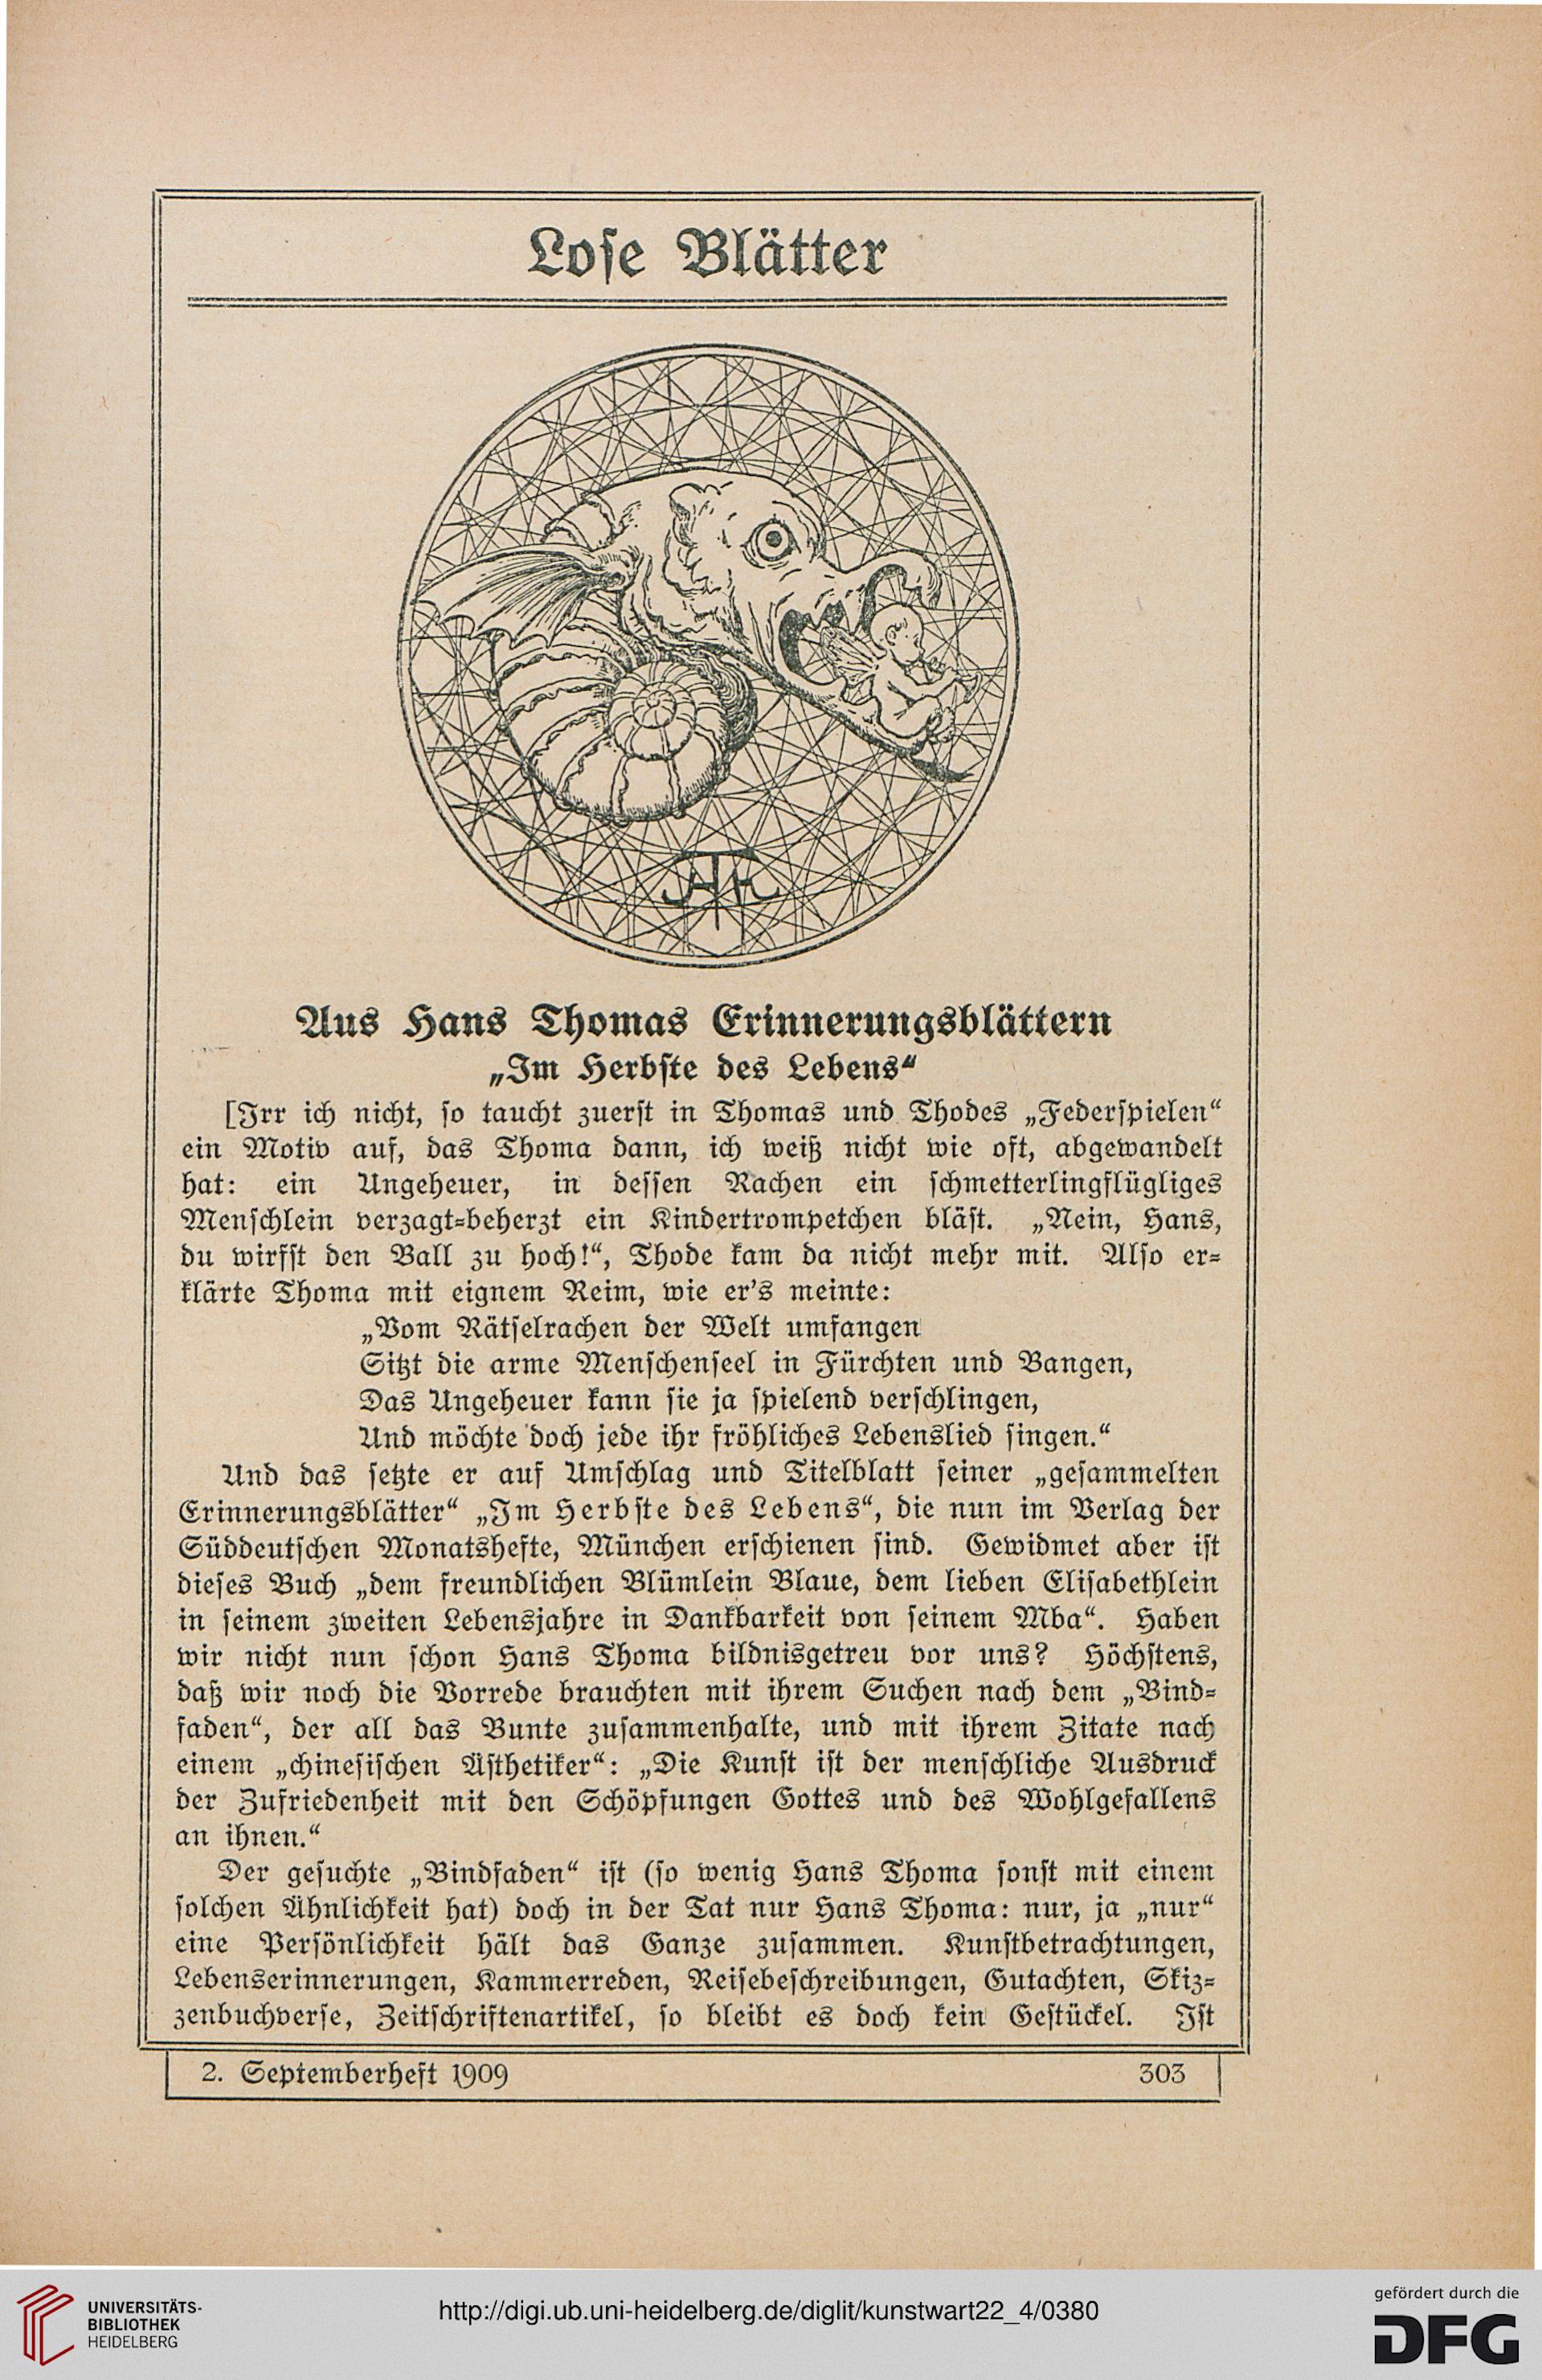 Lose Blätter
HTh
Aus Hans Thomas Erinnerungsblättern
„Im Herbste des Lebens“
[Irr ich nicht, so taucht zuerst in Thomas und Thodes „Federspielen“
ein Motiv auf, das Thoma dann, ich weiß nicht wie oft, abgewandelt
hat: ein Ungeheuer, in dessen Rachen ein schmetterlingflügliges
Menschlein verzagt-beherzt ein Kindertrompetchen bläst. „Nein, Hans,
du wirfst den Ball zu hoch!“, Thode kam da nicht mehr mit. Also er-
klärte Thoma mit eignem Reim, wie er's meinte:
„Vom Rätselrachen der Welt umfangen
Sitzt die arme Menschenseel in Fürchten und Bangen,
Das Ungeheuer kann sie ja spielend verschlingen,
Und möchte doch jede ihr fröhliches Lebenslied singen.“
Und das setzte er auf Umschlag und Titelblatt seiner „gesammelten
Erinnerungsblätter“ „Im Herbste des Lebens“, die nun im Verlag der
Süddeutschen Monatshefte, München erschienen sind. Gewidmet aber ist
dieses Buch „dem freundlichen Blümlein Blaue, dem lieben Elisabethlein
in seinem zweiten Lebensjahre in Dankbarkeit von seinem Mba“. Haben
wir nicht nun schon Hans Thoma bildnisgetreu vor uns? Höchstens,
daß wir noch die Vorrede brauchten mit ihrem Suchen nach dem „Bind-
faden“, der all das Bunte zusammenhalte, und mit ihrem Zitate nach
einem „chinesischen Ästhetiker“: „Die Kunst ist der menschliche Ausdruck
der Zufriedenheit mit den Schöpfungen Gottes und des Wohlgefallens
an ihnen.“
Der gesuchte „Bindfaden“ ist (so wenig Hans Thoma sonst mit einem
solchen Ähnlichkeit hat) doch in der Tat nur Hans Thoma: nur, ja „nur“
eine Persönlichkeit hält das Ganze zusammen. Kunstbetrachtungen,
Lebenserinnerungen, Kammerreden, Reisebeschreibungen, Gutachten, Skiz-
zenbuchverse, Zeitschriftenartikel, so bleibt es doch kein Gestückel. Ist
2. Septemberheft 1909 303
UNIVERSITÄTS-
BIBLIOTHEK
HEIDELBERG
http://digi.ub.uni-heidelberg.de/diglit/kunstwart22_4/0380
gefördert durch die
DFG